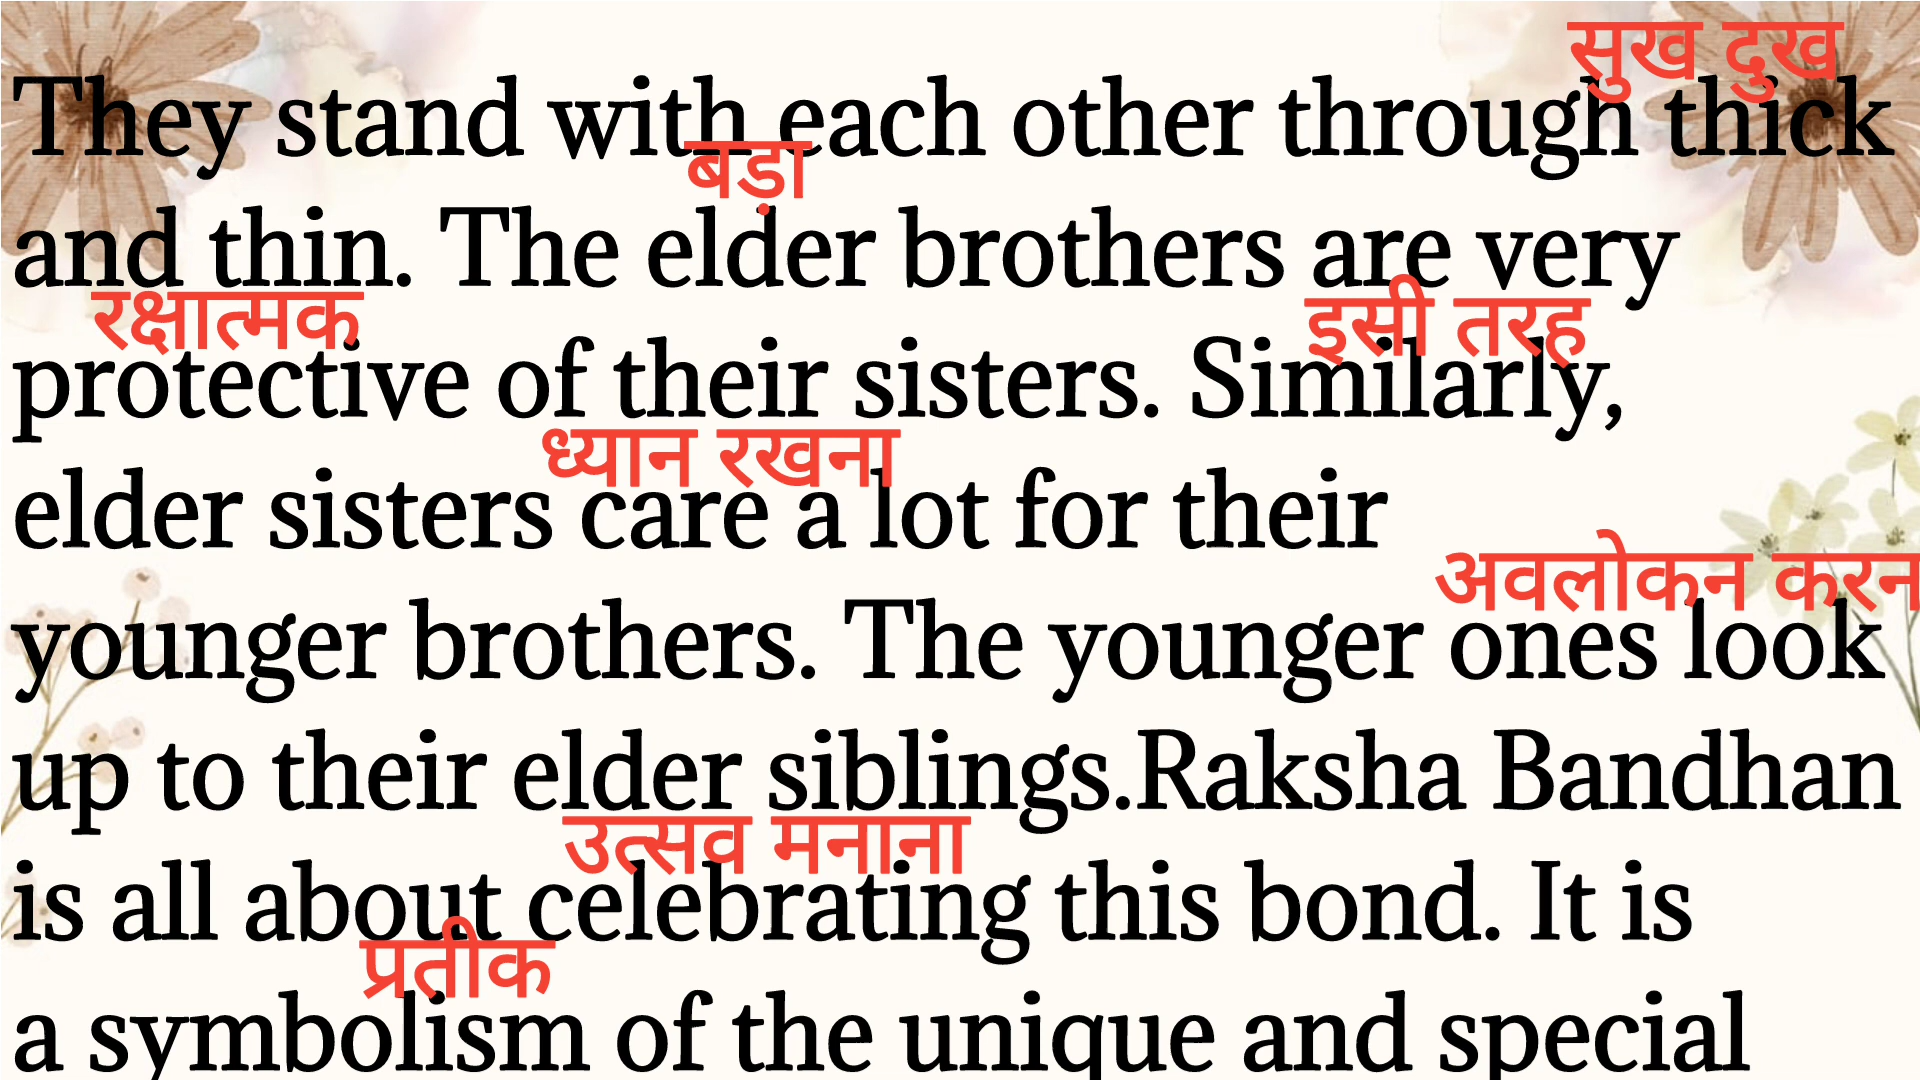 सुख दुख
They stand with each other through thick
बड़ा
and thin. The elder brothers are very
रक्षात्मक इसी तरह
protective of their sisters. Similarly,
ध्यान रखना
elder sisters care a lot for their
अवलोकन करन
younger brothers. The younger ones look
up to their elder siblings.Raksha Bandhan
उत्सव मनाना
is all about celebrating this bond. It is
प्रतीक
a symbolism of the unique and special